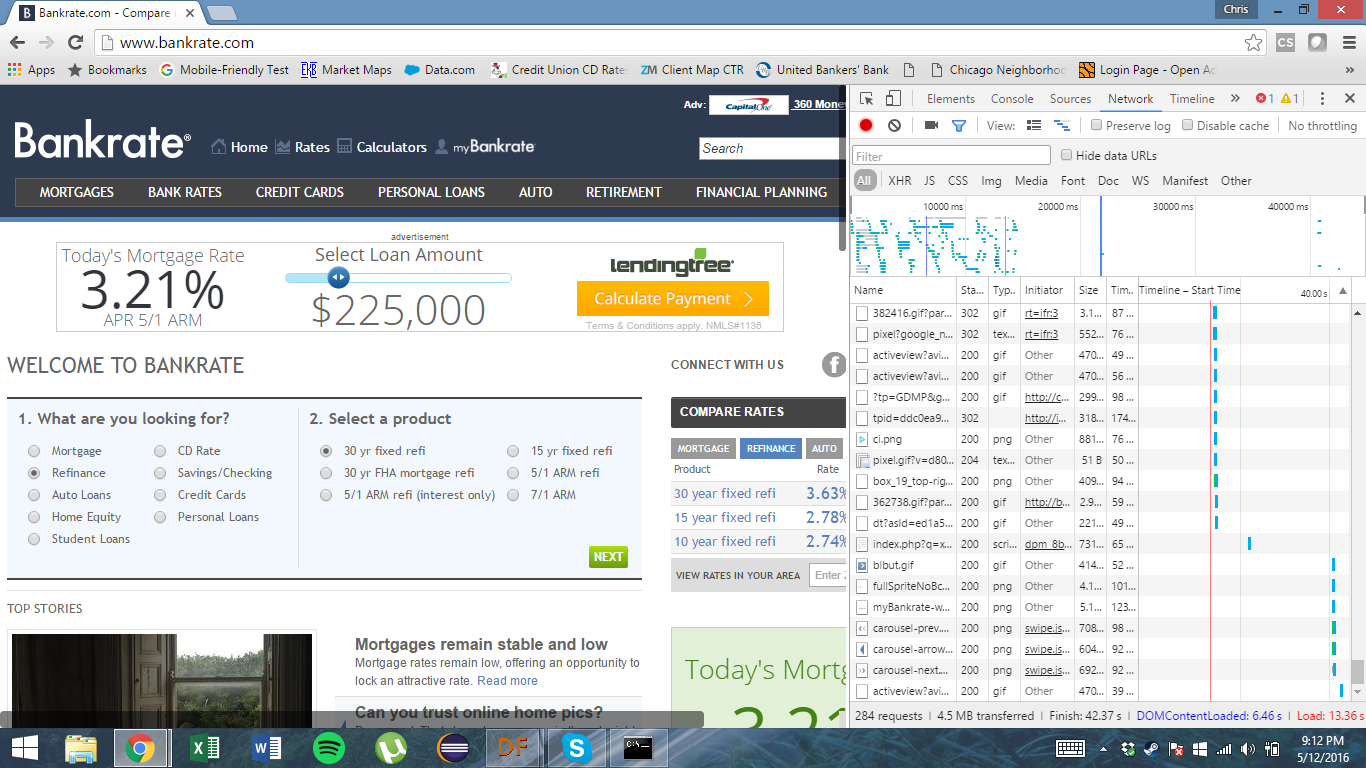 Bankrate.com - Compare
Chris
www.bankrate.com
CS
Apps
Bookmarks
Mobile-Friendly Test
Market Maps
Data.com
Credit Union CD Rate
ZM Client Map CTR
United Bankers' Bank
Chicago Neighborhoo
Login Page - Open Ac
Adv: Capital One 360 Money
Bankrate®
Home Rates Calculators myBankrate
Search
MORTGAGES BANK RATES CREDIT CARDS PERSONAL LOANS AUTO RETIREMENT FINANCIAL PLANNING
advertisement
Today's Mortgage Rate
3.21%
APR 5/1 ARM
Select Loan Amount
$225,000
lendingtree
Calculate Payment
Terms & Conditions apply. NMLS#1136
WELCOME TO BANKRATE
CONNECT WITH US
1. What are you looking for?
Mortgage CD Rate
Refinance Savings/Checking
Auto Loans Credit Cards
Home Equity Personal Loans
Student Loans
2. Select a product
30 yr fixed refi 15 yr fixed refi
30 yr FHA mortgage refi 5/1 ARM refi
5/1 ARM refi (interest only) 7/1 ARM
NEXT
COMPARE RATES
MORTGAGE REFINANCE AUTO
Product Rate
30 year fixed refi 3.63%
15 year fixed refi 2.78%
10 year fixed refi 2.74%
VIEW RATES IN YOUR AREA Enter Z
TOP STORIES
Mortgages remain stable and low
Mortgage rates remain low, offering an opportunity to
lock an attractive rate. Read more
Can you trust online home pics?
Today's Mortg
3.21
Elements Console Sources Network Timeline » 1 1
View: Preserve log Disable cache No throttling
Filter Hide data URLs
All XHR JS CSS Img Media Font Doc WS Manifest Other
10000 ms 20000 ms 30000 ms 40000 ms
Name Sta... Typ.. Initiator Size Tim.. Timeline – Start Time 40.00 s
382416.gif?par... 302 gif rt=ifr:3 3.1... 87 ...
pixel?google_n... 302 tex... rt=ifr:3 552... 76 ...
activeview?avi... 200 gif Other 470... 49 ...
activeview?avi... 200 gif Other 470... 56 ...
?tp=GDMP&g... 200 gif http://c... 299... 98 ...
tpid=ddc0ea9... 302 http://i... 318... 174...
ci.png 200 png Other 881... 76 ...
pixel.gif?v=d80... 204 tex... Other 51 B 50 ...
box_19_top-rig... 200 png Other 409... 94 ...
362738.gif?par... 200 gif http://b... 2.9... 59 ...
dt?asId=ed1a5... 200 gif Other 221... 49 ...
index.php?q=x... 200 scri... dpm_8b... 731... 65 ...
blbut.gif 200 gif Other 414... 52 ...
fullSpriteNoBc... 200 png Other 4.1... 101...
myBankrate-w... 200 png Other 5.1... 123...
carousel-prev.... 200 png swipe.js... 708... 98 ...
carousel-arrow... 200 png swipe.js... 604... 92 ...
carousel-next.... 200 png swipe.js... 692... 92 ...
activeview?avi... 200 gif Other 470... 39 ...
284 requests | 4.5 MB transferred | Finish: 42.37 s | DOMContentLoaded: 6.46 s | Load: 13.36 s
DF
9:12 PM
5/12/2016